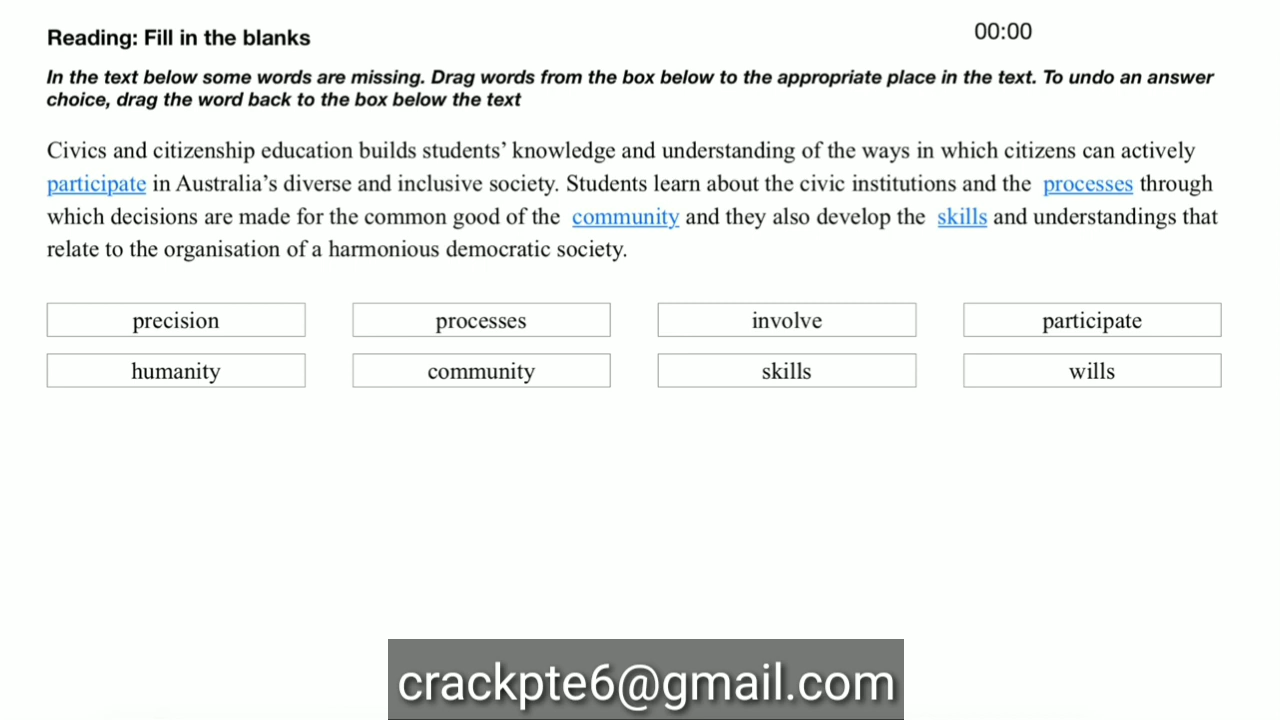 Reading: Fill in the blanks
00:00
In the text below some words are missing. Drag words from the box below to the appropriate place in the text. To undo an answer
choice, drag the word back to the box below the text
Civics and citizenship education builds students’ knowledge and understanding of the ways in which citizens can actively
participate in Australia’s diverse and inclusive society. Students learn about the civic institutions and the processes through
which decisions are made for the common good of the community and they also develop the skills and understandings that
relate to the organisation of a harmonious democratic society.
precision processes involve participate
humanity community skills wills
crackpte6@gmail.com